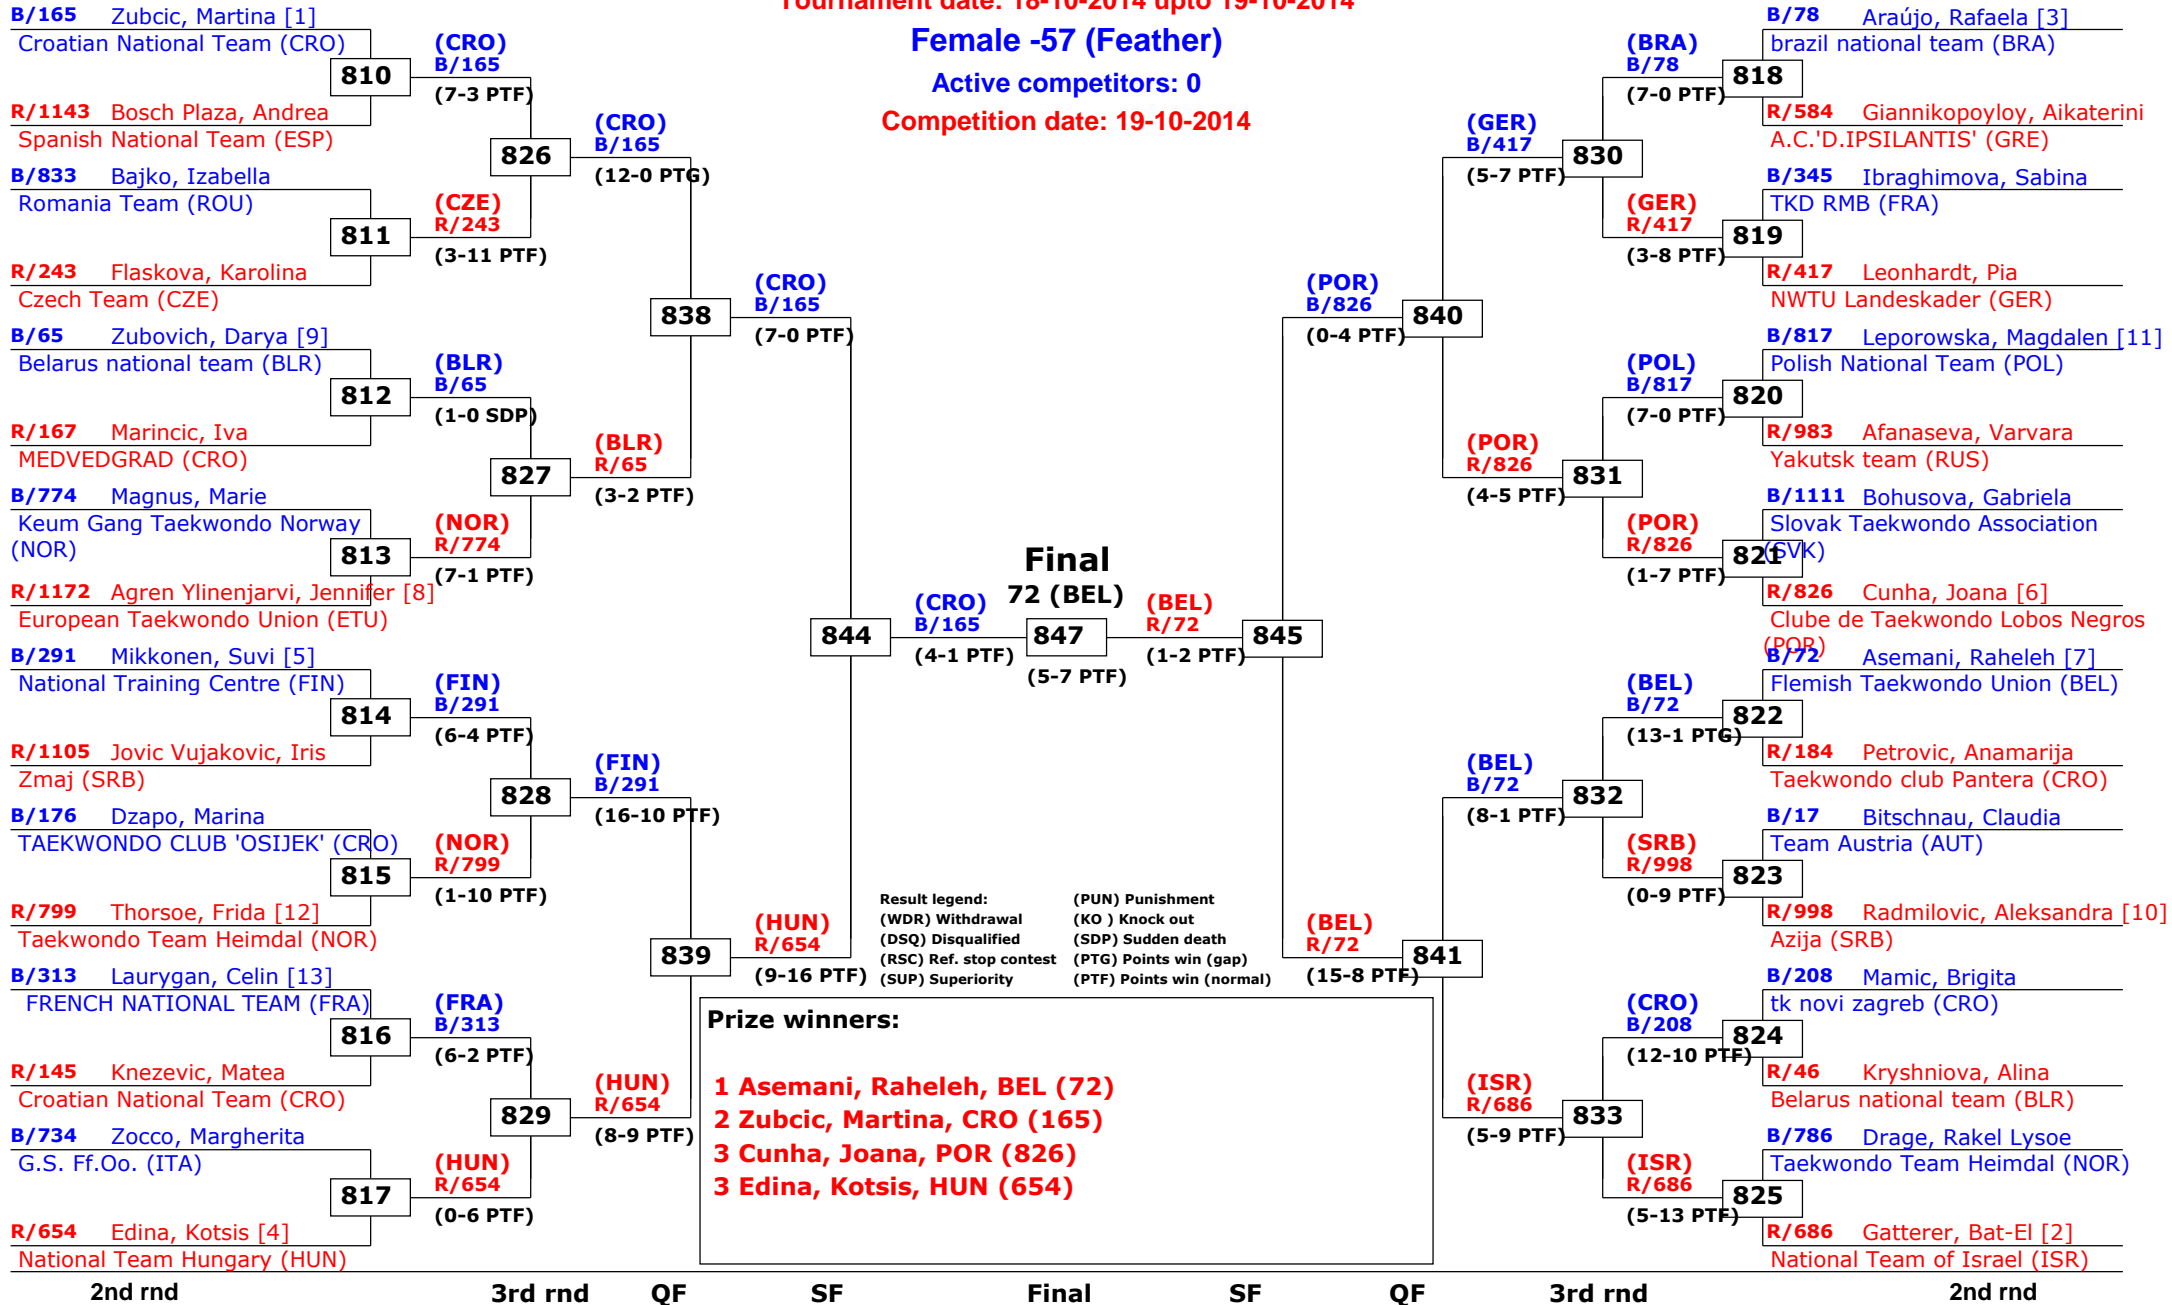 Tournament date: 18-10-2014 upto 19-10-2014
Female -57 (Feather)
Active competitors: 0
Competition date: 19-10-2014
B/165 Zubcic, Martina [1]
Croatian National Team (CRO)
810
R/1143 Bosch Plaza, Andrea
Spanish National Team (ESP)
B/833 Bajko, Izabella
Romania Team (ROU)
811
R/243 Flaskova, Karolina
Czech Team (CZE)
B/65 Zubovich, Darya [9]
Belarus national team (BLR)
812
R/167 Marincic, Iva
MEDVEDGRAD (CRO)
B/774 Magnus, Marie
Keum Gang Taekwondo Norway
(NOR)
813
R/1172 Agren Ylinenjarvi, Jennifer [8]
European Taekwondo Union (ETU)
B/291 Mikkonen, Suvi [5]
National Training Centre (FIN)
814
R/1105 Jovic Vujakovic, Iris
Zmaj (SRB)
B/176 Dzapo, Marina
TAEKWONDO CLUB 'OSIJEK' (CRO)
815
R/799 Thorsoe, Frida [12]
Taekwondo Team Heimdal (NOR)
B/313 Laurygan, Celin [13]
FRENCH NATIONAL TEAM (FRA)
816
R/145 Knezevic, Matea
Croatian National Team (CRO)
B/734 Zocco, Margherita
G.S. Ff.Oo. (ITA)
817
R/654 Edina, Kotsis [4]
National Team Hungary (HUN)
(CRO)
B/165
(7-3 PTF)
826
(CZE)
R/243
(3-11 PTF)
(BLR)
B/65
(1-0 SDP)
827
(NOR)
R/774
(7-1 PTF)
(FIN)
B/291
(6-4 PTF)
828
(NOR)
R/799
(1-10 PTF)
(FRA)
B/313
(6-2 PTF)
829
(HUN)
R/654
(0-6 PTF)
(CRO)
B/165
(12-0 PTG)
838
(BLR)
R/65
(3-2 PTF)
(FIN)
B/291
(16-10 PTF)
839
(HUN)
R/654
(8-9 PTF)
(CRO)
B/165
(7-0 PTF)
844
(HUN)
R/654
(9-16 PTF)
Final
72 (BEL)
(CRO)
B/165
(4-1 PTF)
847
(5-7 PTF)
(BEL)
R/72
(1-2 PTF)
845
(POR)
B/826
(0-4 PTF)
840
(BEL)
R/72
(15-8 PTF)
841
(GER)
B/417
(5-7 PTF)
830
(POR)
R/826
(4-5 PTF)
831
(BEL)
B/72
(8-1 PTF)
832
(ISR)
R/686
(5-9 PTF)
833
(BRA)
B/78
(7-0 PTF)
(GER)
R/417
(3-8 PTF)
(POL)
B/817
(7-0 PTF)
(POR)
R/826
(1-7 PTF)
(BEL)
B/72
(13-1 PTG)
(SRB)
R/998
(0-9 PTF)
(CRO)
B/208
(12-10 PTF)
(ISR)
R/686
(5-13 PTF)
B/78 Araújo, Rafaela [3]
brazil national team (BRA)
818
R/584 Giannikopoyloy, Aikaterini
A.C.'D.IPSILANTIS' (GRE)
B/345 Ibraghimova, Sabina
TKD RMB (FRA)
819
R/417 Leonhardt, Pia
NWTU Landeskader (GER)
B/817 Leporowska, Magdalen [11]
Polish National Team (POL)
820
R/983 Afanaseva, Varvara
Yakutsk team (RUS)
B/1111 Bohusova, Gabriela
Slovak Taekwondo Association
(SVK)
821
R/826 Cunha, Joana [6]
Clube de Taekwondo Lobos Negros
(POR)
B/72 Asemani, Raheleh [7]
Flemish Taekwondo Union (BEL)
822
R/184 Petrovic, Anamarija
Taekwondo club Pantera (CRO)
B/17 Bitschnau, Claudia
Team Austria (AUT)
823
R/998 Radmilovic, Aleksandra [10]
Azija (SRB)
B/208 Mamic, Brigita
tk novi zagreb (CRO)
824
R/46 Kryshniova, Alina
Belarus national team (BLR)
B/786 Drage, Rakel Lysoe
Taekwondo Team Heimdal (NOR)
825
R/686 Gatterer, Bat-El [2]
National Team of Israel (ISR)
Result legend: (PUN) Punishment
(WDR) Withdrawal (KO ) Knock out
(DSQ) Disqualified (SDP) Sudden death
(RSC) Ref. stop contest (PTG) Points win (gap)
(SUP) Superiority (PTF) Points win (normal)
Prize winners:
1 Asemani, Raheleh, BEL (72)
2 Zubcic, Martina, CRO (165)
3 Cunha, Joana, POR (826)
3 Edina, Kotsis, HUN (654)
2nd rnd 3rd rnd QF SF Final SF QF 3rd rnd 2nd rnd